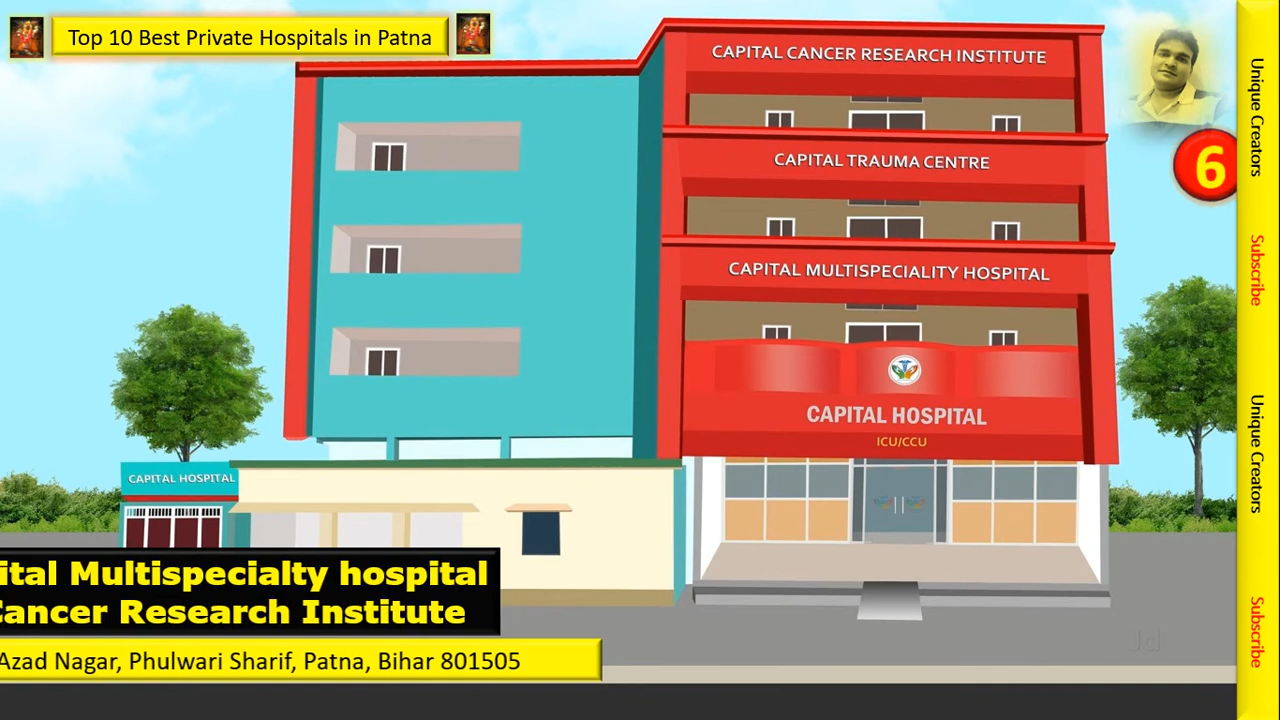 Top 10 Best Private Hospitals in Patna
CAPITAL CANCER RESEARCH INSTITUTE
CAPITAL TRAUMA CENTRE
CAPITAL MULTISPECIALITY HOSPITAL
CAPITAL HOSPITAL
ICU/CCU
CAPITAL HOSPITAL
ital Multispecialty hospital
Cancer Research Institute
Azad Nagar, Phulwari Sharif, Patna, Bihar 801505
6
Unique Creators
Subscribe
Unique Creators
Subscribe
Jd